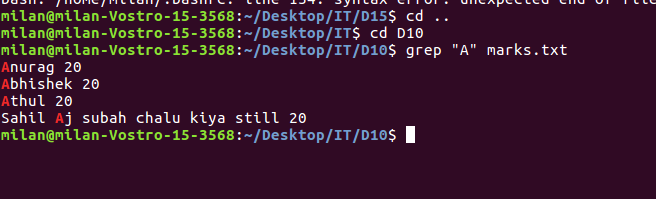 bash: /home/milan/.bashrc: line 134: syntax error: unexpected end of file
milan@milan-Vostro-15-3568:~/Desktop/IT/D15$ cd ..
milan@milan-Vostro-15-3568:~/Desktop/IT$ cd D10
milan@milan-Vostro-15-3568:~/Desktop/IT/D10$ grep "A" marks.txt
Anurag 20
Abhishek 20
Athul 20
Sahil Aj subah chalu kiya still 20
milan@milan-Vostro-15-3568:~/Desktop/IT/D10$